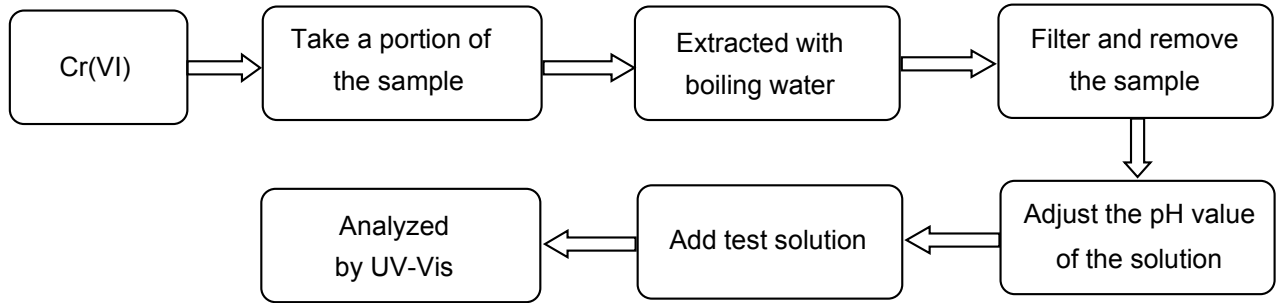 Cr(VI)
Take a portion of
the sample
Extracted with
boiling water
Filter and remove
the sample
Adjust the pH value
of the solution
Add test solution
Analyzed
by UV-Vis